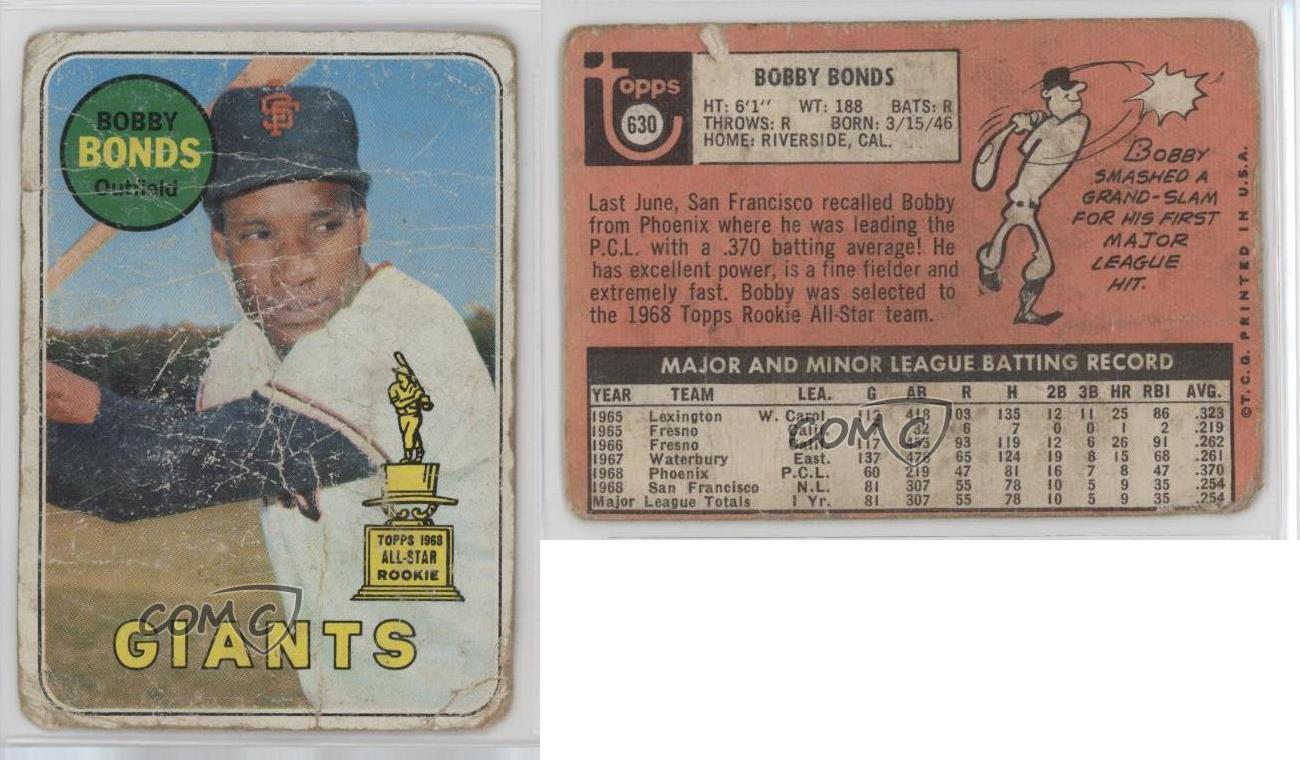 BOBBY
BONDS
Outfield
SF
TOPPS 1968
ALL-STAR
ROOKIE
COMC
GIANTS
topps
630
BOBBY BONDS
HT: 6'1'' WT: 188 BATS: R
THROWS: R BORN: 3/15/46
HOME: RIVERSIDE, CAL.
Last June, San Francisco recalled Bobby
from Phoenix where he was leading the
P.C.L. with a .370 batting average! He
has excellent power, is a fine fielder and
extremely fast. Bobby was selected to
the 1968 Topps Rookie All-Star team.
BOBBY
SMASHED A
GRAND-SLAM
FOR HIS FIRST
MAJOR
LEAGUE
HIT.
©T.C.G. PRINTED IN U.S.A.
MAJOR AND MINOR LEAGUE BATTING RECORD
YEAR TEAM LEA. G AB R H 2B 3B HR RBI AVG.
1965 Lexington W. Carol. 112 418 103 135 12 11 25 86 .323
1965 Fresno Calif. 32 6 7 0 0 1 2 .219
1966 Fresno Calif. 117 455 93 119 12 6 26 91 .262
1967 Waterbury East. 137 476 65 124 19 8 15 68 .261
1968 Phoenix P.C.L. 60 219 47 81 16 7 8 47 .370
1968 San Francisco N.L. 81 307 55 78 10 5 9 35 .254
Major League Totals 1 Yr. 81 307 55 78 10 5 9 35 .254
COMC